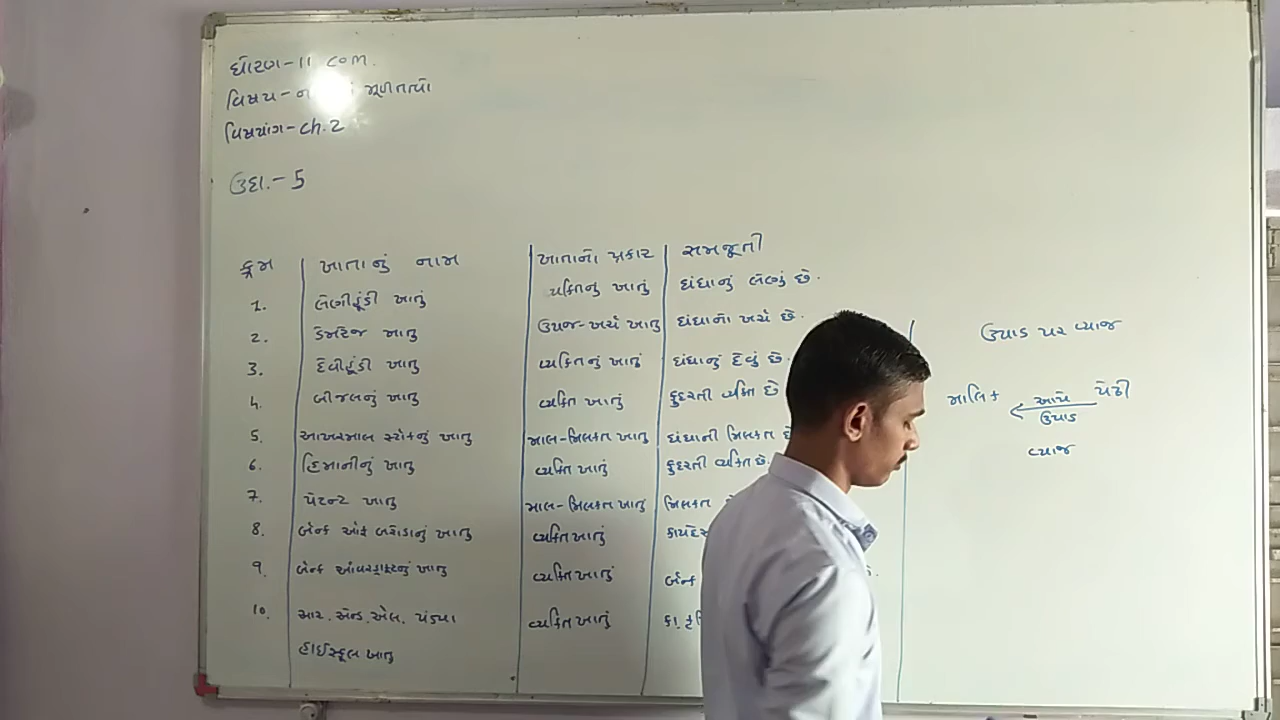 ધોરણ-11 COM.
વિષય-ના મૂળતત્વો
વિષયાંગ-Ch.2
ઉદા.-5
ક્રમ ખાતાનું નામ ખાતાનો પ્રકાર સમજૂતી
1. લેણીહૂંડી ખાતું વ્યક્તિનું ખાતું ધંધાનું લેણું છે.
2. ડેમરેજ ખાતુ ઉપજ-ખર્ચ ખાતુ ધંધાનો ખર્ચ છે.
3. દેવીહૂંડી ખાતુ વ્યક્તિનું ખાતું ધંધાનું દેવું છે.
4. બીજલનું ખાતુ વ્યક્તિ ખાતું કુદરતી વ્યક્તિ છે
5. આખરમાલ સ્ટોકનું ખાતુ માલ-મિલકત ખાતુ ધંધાની મિલકત
6. હિમાનીનું ખાતુ વ્યક્તિ ખાતું કુદરતી વ્યક્તિ છે.
7. પેટન્ટ ખાતુ માલ-મિલકત ખાતુ મિલકત
8. બેન્ક ઓફ બરોડાનું ખાતુ વ્યક્તિ ખાતું
9. બેન્ક ઓવરડ્રાફ્ટનું ખાતુ વ્યક્તિ ખાતું બેન્ક
10. આર. એન્ડ. એલ. પંડ્યા વ્યક્તિ ખાતું
હાઈસ્કૂલ ખાતુ
ઉપાડ પર વ્યાજ
માલિક આપે પેઢી
ઉપાડ
વ્યાજ